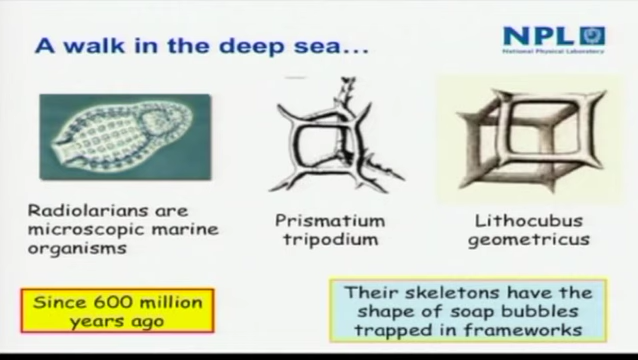 A walk in the deep sea...
NPL
National Physical Laboratory
Radiolarians are
microscopic marine
organisms
Prismatium
tripodium
Lithocubus
geometricus
Since 600 million
years ago
Their skeletons have the
shape of soap bubbles
trapped in frameworks